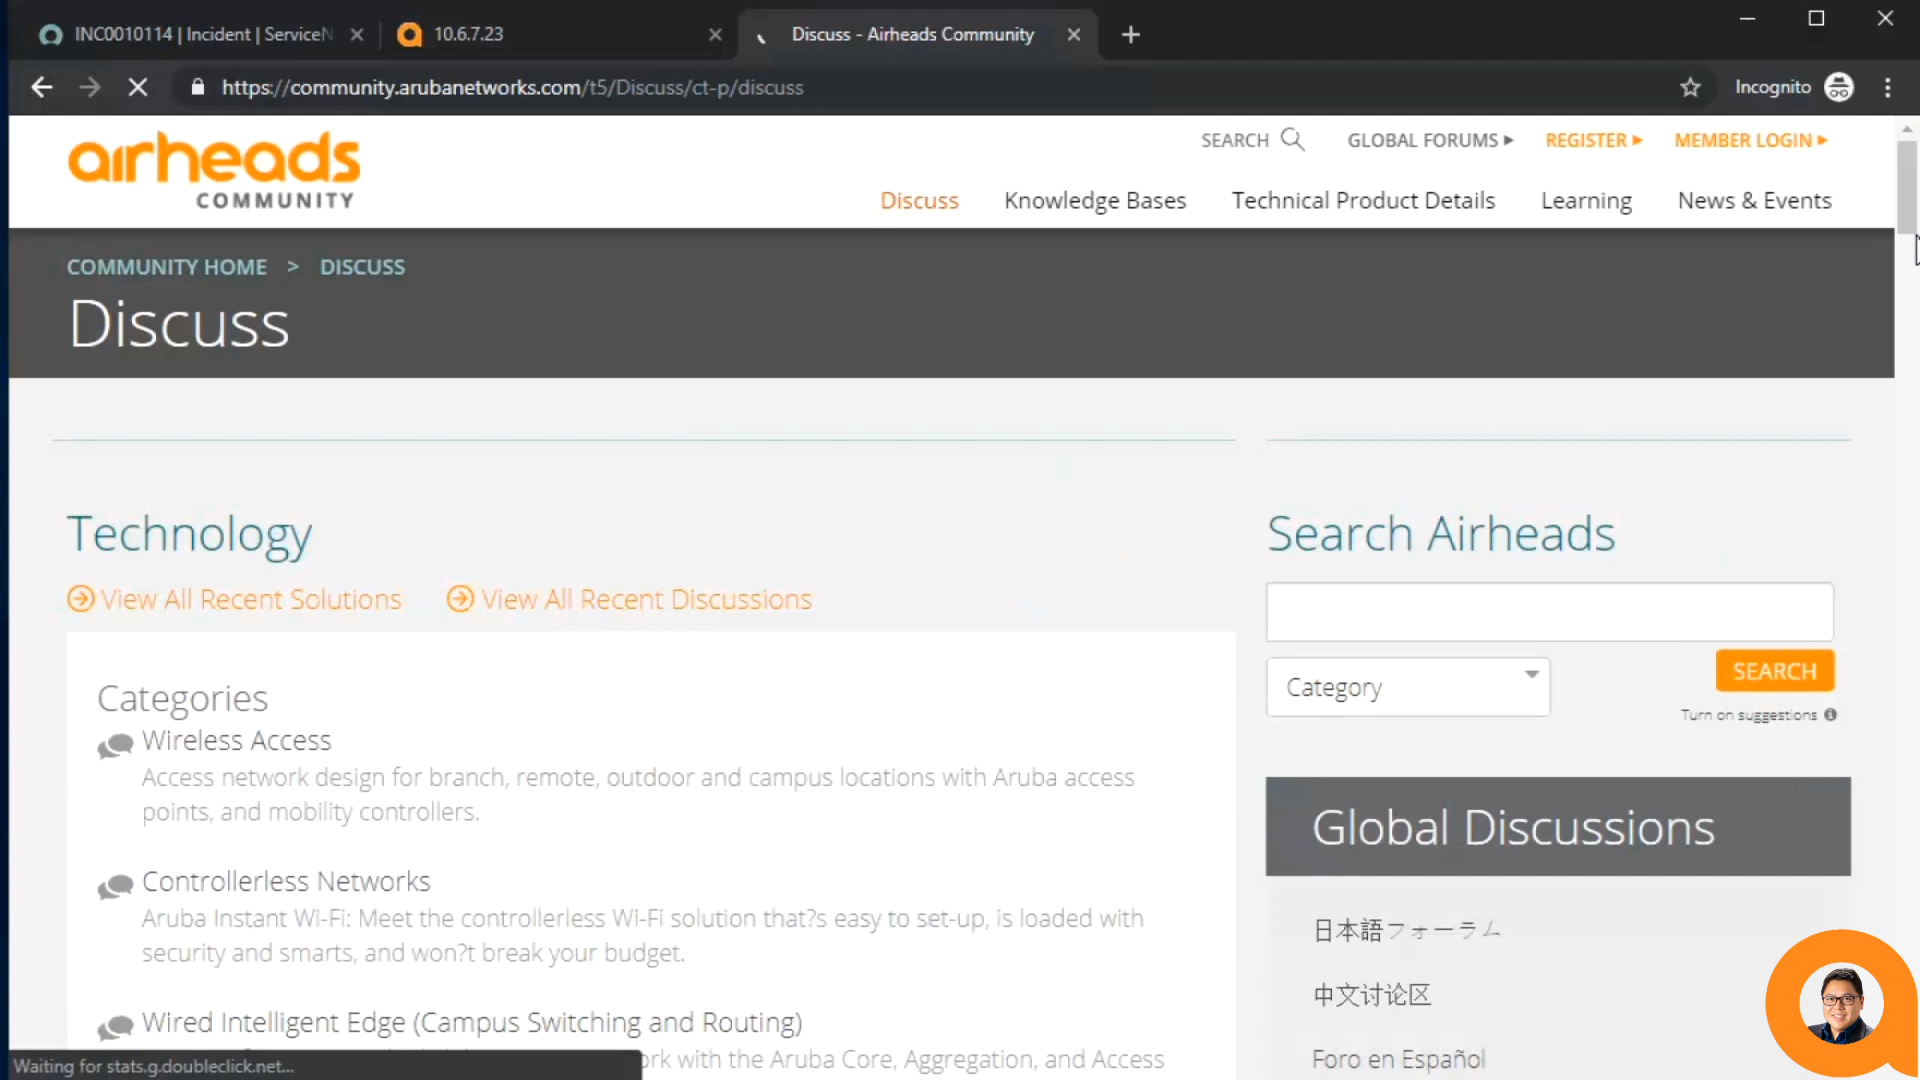 INC0010114 | Incident | ServiceN
10.6.7.23
Discuss - Airheads Community
https://community.arubanetworks.com/t5/Discuss/ct-p/discuss
Incognito
airheads
COMMUNITY
SEARCH
GLOBAL FORUMS
REGISTER
MEMBER LOGIN
Discuss
Knowledge Bases
Technical Product Details
Learning
News & Events
COMMUNITY HOME > DISCUSS
Discuss
Technology
View All Recent Solutions
View All Recent Discussions
Categories
Wireless Access
Access network design for branch, remote, outdoor and campus locations with Aruba access
points, and mobility controllers.
Controllerless Networks
Aruba Instant Wi-Fi: Meet the controllerless Wi-Fi solution that?s easy to set-up, is loaded with
security and smarts, and won?t break your budget.
Wired Intelligent Edge (Campus Switching and Routing)
with the Aruba Core, Aggregation, and Access
Search Airheads
Category
SEARCH
Turn on suggestions
Global Discussions
日本語フォーラム
中文讨论区
Foro en Español
Waiting for stats.g.doubleclick.net...